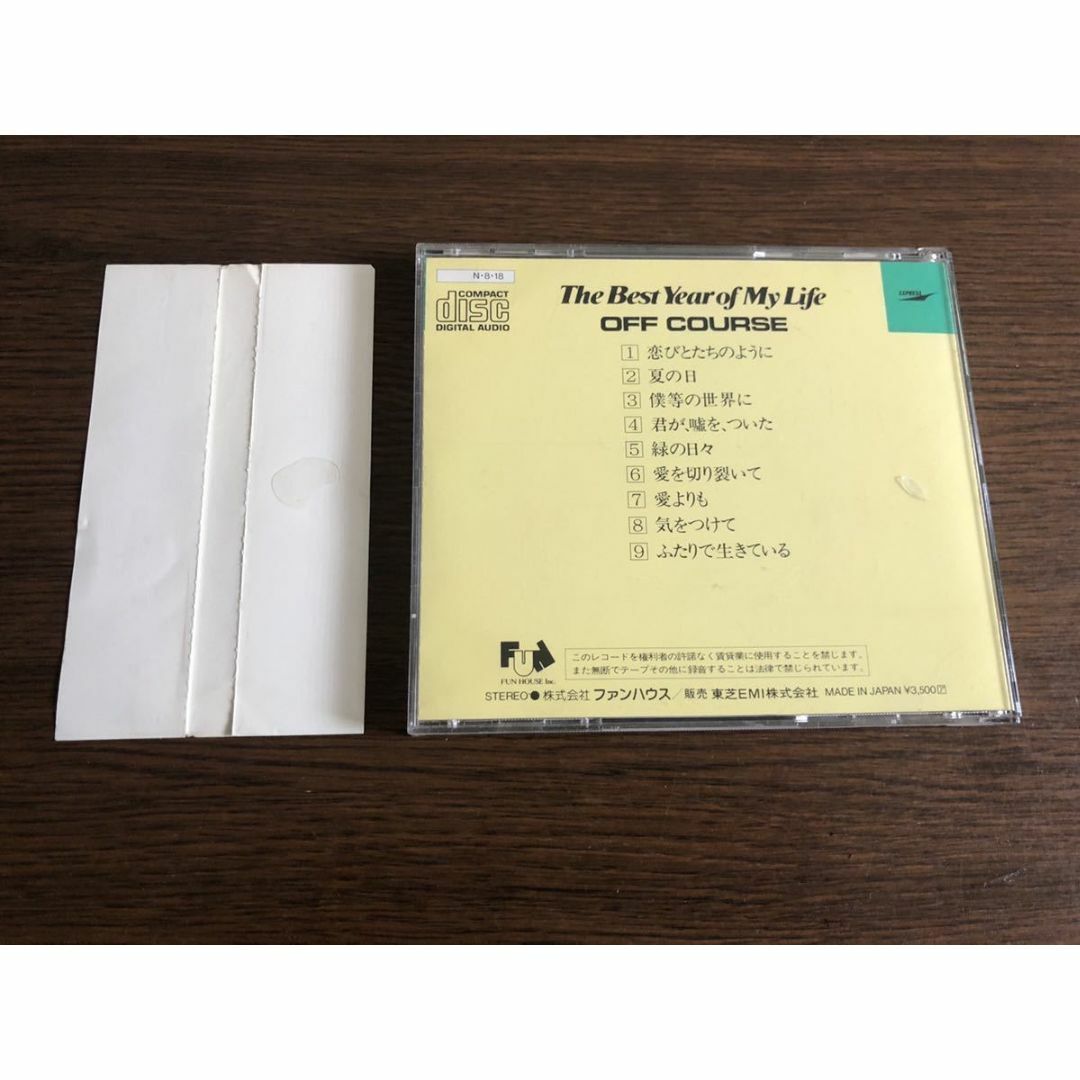 N・8・18
COMPACT
disc
DIGITAL AUDIO
The Best Year of My Life
OFF COURSE
EXPRESS
1 恋びとたちのように
2 夏の日
3 僕等の世界に
4 君が、嘘を、ついた
5 緑の日々
6 愛を切り裂いて
7 愛よりも
8 気をつけて
9 ふたりで生きている
FUN
FUN HOUSE Inc.
このレコードを権利者の許諾なく賃貸業に使用することを禁じます。
また無断でテープその他に録音することは法律で禁じられています。
STEREO● 株式会社 ファンハウス／販売 東芝EMI株式会社 MADE IN JAPAN ¥3,500